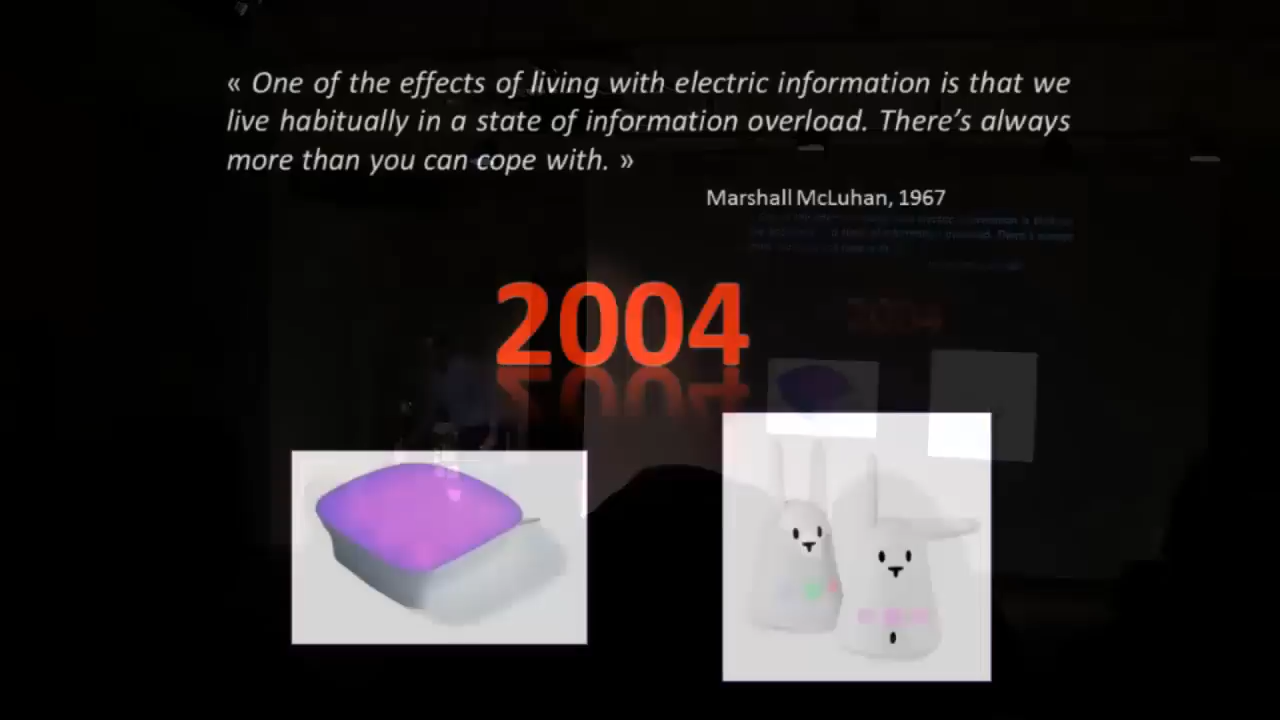 « One of the effects of living with electric information is that we
live habitually in a state of information overload. There's always
more than you can cope with. »
Marshall McLuhan, 1967
2004